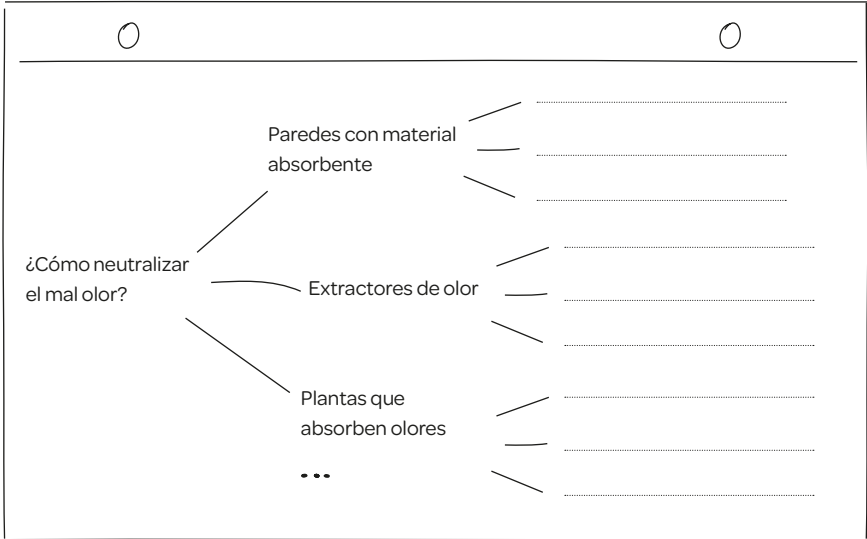 Paredes con material
absorbente
¿Cómo neutralizar
el mal olor?
Extractores de olor
Plantas que
absorben olores
...